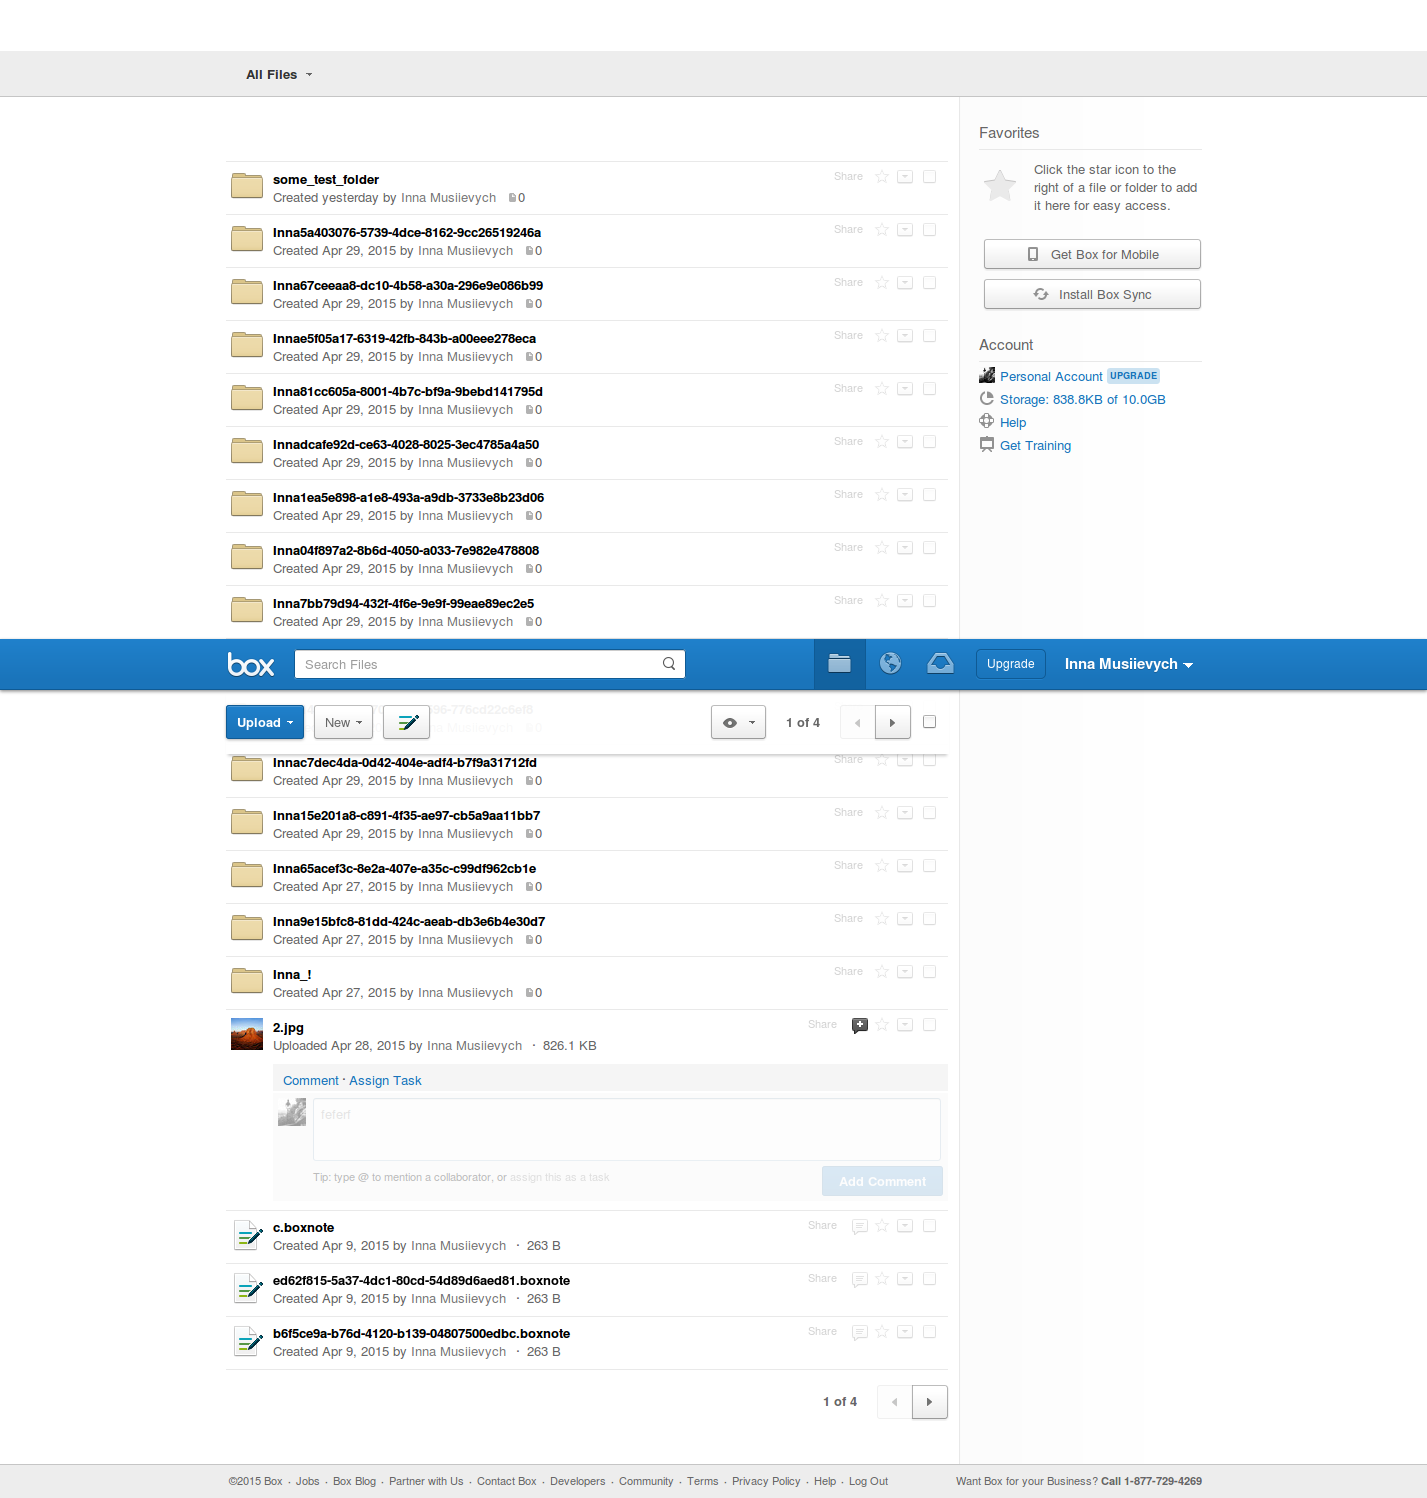 All Files
some_test_folder
Share
Created yesterday by Inna Musiievych 0
Inna5a403076-5739-4dce-8162-9cc26519246a
Share
Created Apr 29, 2015 by Inna Musiievych 0
Inna67ceeaa8-dc10-4b58-a30a-296e9e086b99
Share
Created Apr 29, 2015 by Inna Musiievych 0
Innae5f05a17-6319-42fb-843b-a00eee278eca
Share
Created Apr 29, 2015 by Inna Musiievych 0
Inna81cc605a-8001-4b7c-bf9a-9bebd141795d
Share
Created Apr 29, 2015 by Inna Musiievych 0
Innadcafe92d-ce63-4028-8025-3ec4785a4a50
Share
Created Apr 29, 2015 by Inna Musiievych 0
Inna1ea5e898-a1e8-493a-a9db-3733e8b23d06
Share
Created Apr 29, 2015 by Inna Musiievych 0
Inna04f897a2-8b6d-4050-a033-7e982e478808
Share
Created Apr 29, 2015 by Inna Musiievych 0
Inna7bb79d94-432f-4f6e-9e9f-99eae89ec2e5
Share
Created Apr 29, 2015 by Inna Musiievych 0
Favorites
Click the star icon to the
right of a file or folder to add
it here for easy access.
Get Box for Mobile
Install Box Sync
Account
Personal Account UPGRADE
Storage: 838.8KB of 10.0GB
Help
Get Training
box
Search Files
Upgrade
Inna Musiievych
Upload
New
1 of 4
Innac7dec4da-0d42-404e-adf4-b7f9a31712fd
Share
Created Apr 29, 2015 by Inna Musiievych 0
Inna15e201a8-c891-4f35-ae97-cb5a9aa11bb7
Share
Created Apr 29, 2015 by Inna Musiievych 0
Inna65acef3c-8e2a-407e-a35c-c99df962cb1e
Share
Created Apr 27, 2015 by Inna Musiievych 0
Inna9e15bfc8-81dd-424c-aeab-db3e6b4e30d7
Share
Created Apr 27, 2015 by Inna Musiievych 0
Inna_!
Share
Created Apr 27, 2015 by Inna Musiievych 0
2.jpg
Share
Uploaded Apr 28, 2015 by Inna Musiievych · 826.1 KB
Comment · Assign Task
feferf
Tip: type @ to mention a collaborator, or assign this as a task
Add Comment
c.boxnote
Share
Created Apr 9, 2015 by Inna Musiievych · 263 B
ed62f815-5a37-4dc1-80cd-54d89d6aed81.boxnote
Share
Created Apr 9, 2015 by Inna Musiievych · 263 B
b6f5ce9a-b76d-4120-b139-04807500edbc.boxnote
Share
Created Apr 9, 2015 by Inna Musiievych · 263 B
1 of 4
©2015 Box · Jobs · Box Blog · Partner with Us · Contact Box · Developers · Community · Terms · Privacy Policy · Help · Log Out
Want Box for your Business? Call 1-877-729-4269